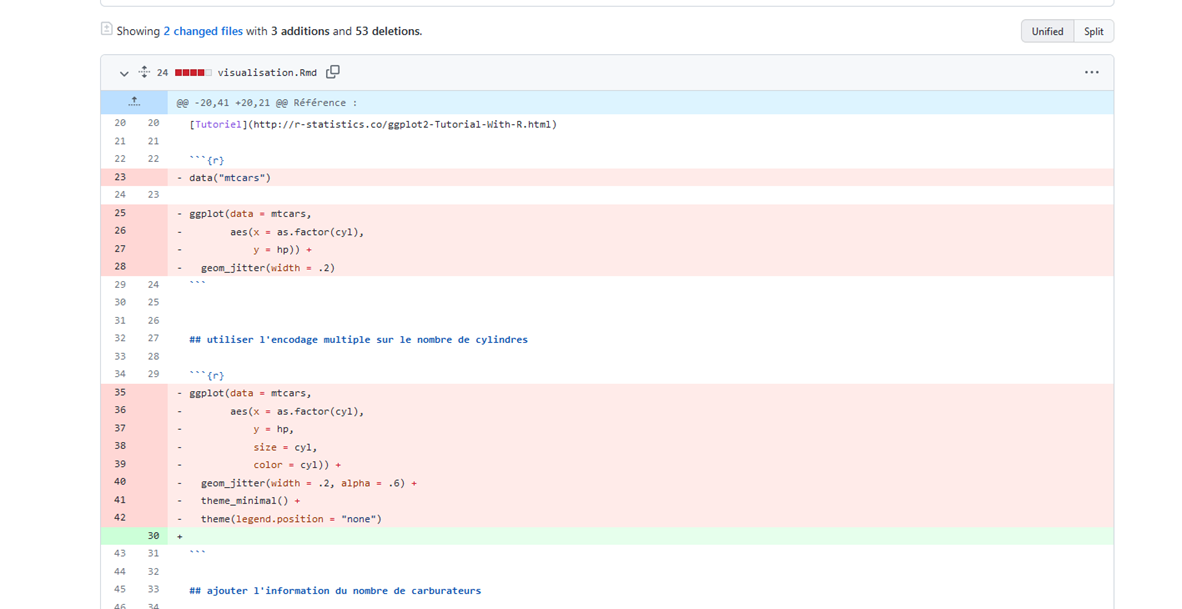 Showing 2 changed files with 3 additions and 53 deletions.
Unified Split
24 visualisation.Rmd
@@ -20,41 +20,21 @@ Référence :
20 20 [Tutoriel](http://r-statistics.co/ggplot2-Tutorial-With-R.html)
21 21
22 22 ```{r}
23 - data("mtcars")
24 23
25 - ggplot(data = mtcars,
26 - aes(x = as.factor(cyl),
27 - y = hp)) +
28 - geom_jitter(width = .2)
29 24 ```
30 25
31 26
32 27 ## utiliser l'encodage multiple sur le nombre de cylindres
33 28
34 29 ```{r}
35 - ggplot(data = mtcars,
36 - aes(x = as.factor(cyl),
37 - y = hp,
38 - size = cyl,
39 - color = cyl)) +
40 - geom_jitter(width = .2, alpha = .6) +
41 - theme_minimal() +
42 - theme(legend.position = "none")
30 +
43 31 ```
44 32
45 33 ## ajouter l'information du nombre de carburateurs
46 34